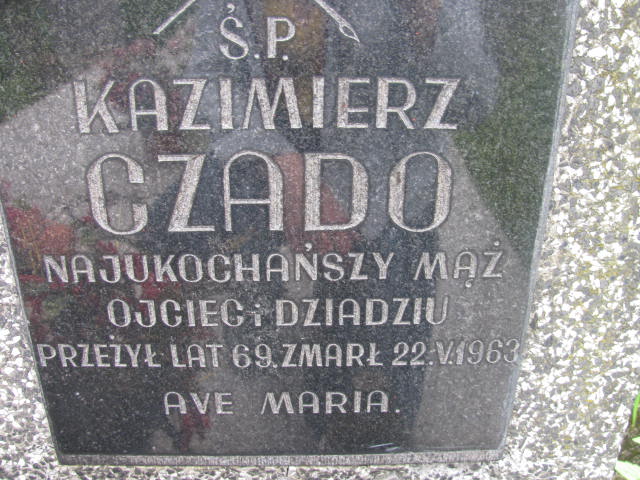 Ś.P.
KAZIMIERZ
CZADO
NAJUKOCHAŃSZY MĄŻ
OJCIEC i DZIADZIU
PRZEŻYŁ LAT 69. ZMARŁ 22.V.1963
AVE MARIA.